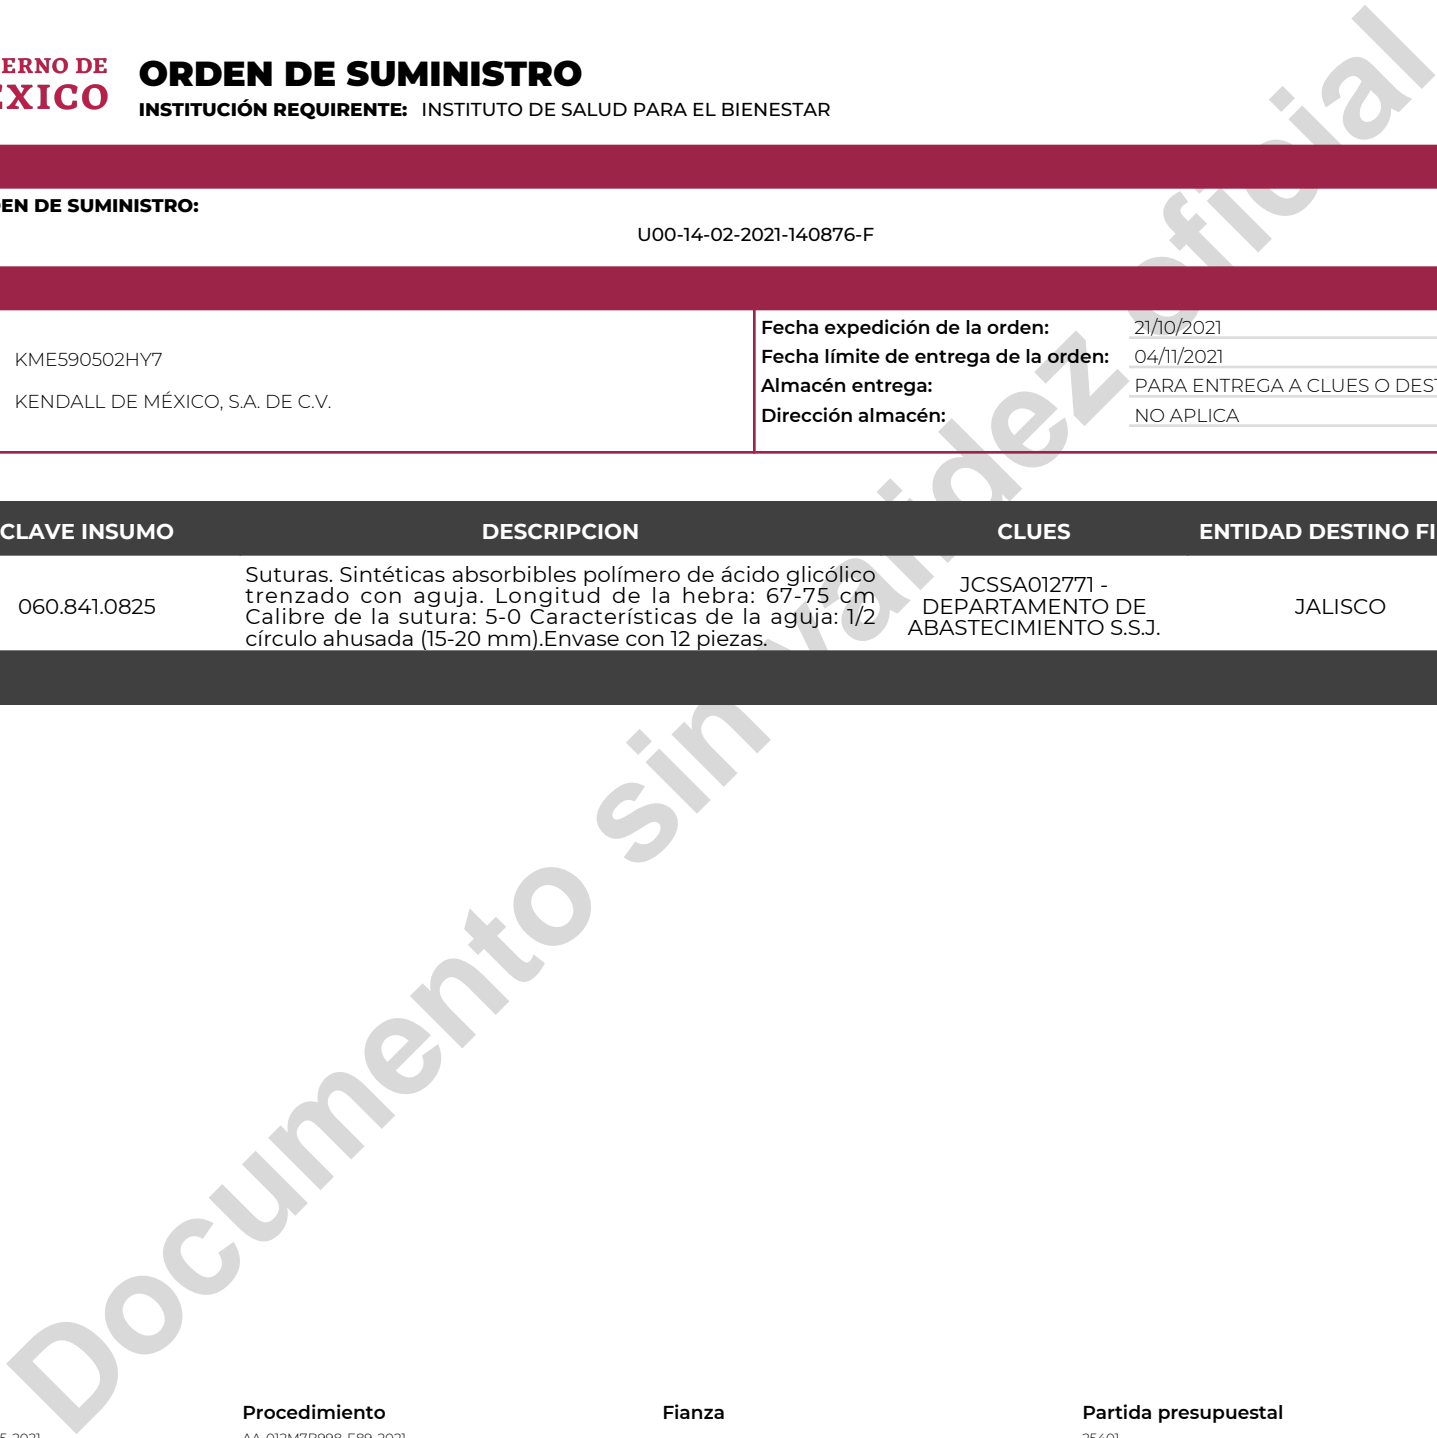 ERNO DE
ORDEN DE SUMINISTRO
INSTITUCIÓN REQUIRENTE: INSTITUTO DE SALUD PARA EL BIENESTAR
EXICO
EN DE SUMINISTRO:
U00-14-02-2021-140876-F
KME590502HY7
KENDALL DE MÉXICO, S.A. DE C.V.
Fecha expedición de la orden: 21/10/2021
Fecha límite de entrega de la orden: 04/11/2021
Almacén entrega: PARA ENTREGA A CLUES O DEST
Dirección almacén: NO APLICA
CLAVE INSUMO DESCRIPCION CLUES ENTIDAD DESTINO FI
060.841.0825
Suturas. Sintéticas absorbibles polímero de ácido glicólico
trenzado con aguja. Longitud de la hebra: 67-75 cm
Calibre de la sutura: 5-0 Características de la aguja: 1/2
círculo ahusada (15-20 mm).Envase con 12 piezas.
JCSSA012771 -
DEPARTAMENTO DE
ABASTECIMIENTO S.S.J.
JALISCO
Documento sin validez oficial
Procedimiento Fianza Partida presupuestal